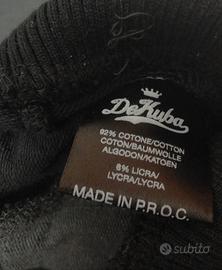 DeKuba
92% COTONE/COTTON
COTON/BAUMWOLLE
ALGODON/KATOEN
8% LICRA/
LYCRA/LYCRA
MADE IN P.R.O.C.
subito